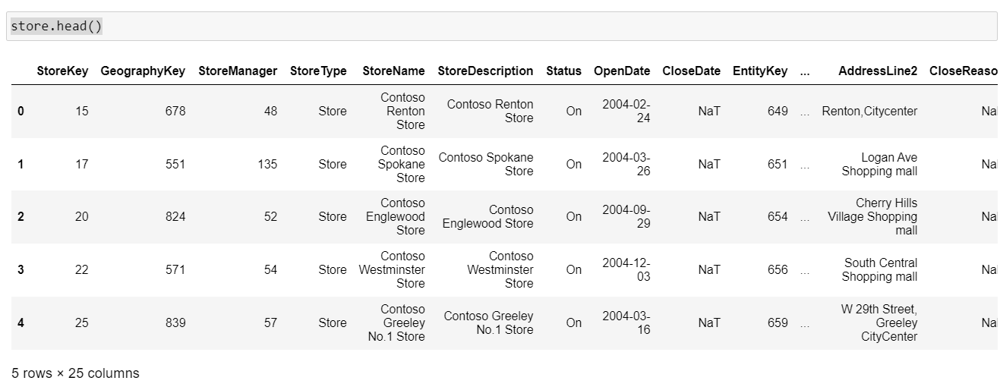 store.head()
StoreKey GeographyKey StoreManager StoreType StoreName StoreDescription Status OpenDate CloseDate EntityKey ... AddressLine2 CloseReaso
0 15 678 48 Store Contoso Renton Store Contoso Renton Store On 2004-02-24 NaT 649 ... Renton,Citycenter Na
1 17 551 135 Store Contoso Spokane Store Contoso Spokane Store On 2004-03-26 NaT 651 ... Logan Ave Shopping mall Na
2 20 824 52 Store Contoso Englewood Store Contoso Englewood Store On 2004-09-29 NaT 654 ... Cherry Hills Village Shopping mall Na
3 22 571 54 Store Contoso Westminster Store Contoso Westminster Store On 2004-12-03 NaT 656 ... South Central Shopping mall Na
4 25 839 57 Store Contoso Greeley No.1 Store Contoso Greeley No.1 Store On 2004-03-16 NaT 659 ... W 29th Street, Greeley CityCenter Na
5 rows × 25 columns